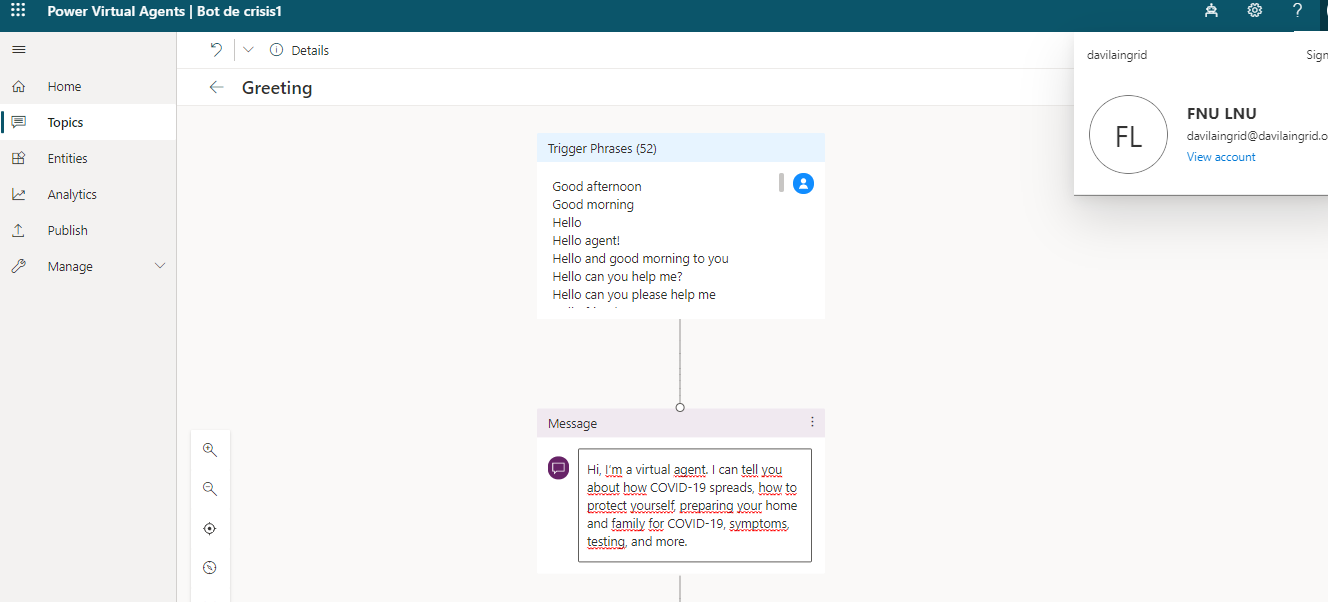 Power Virtual Agents | Bot de crisis1
Details
davilaingrid
Sign
Home
Greeting
FNU LNU
FL
davilaingrid@davilaingrid.o
View account
Topics
Entities
Analytics
Publish
Manage
Trigger Phrases (52)
Good afternoon
Good morning
Hello
Hello agent!
Hello and good morning to you
Hello can you help me?
Hello can you please help me
Message
Hi, I'm a virtual agent. I can tell you
about how COVID-19 spreads, how to
protect yourself, preparing your home
and family for COVID-19, symptoms,
testing, and more.